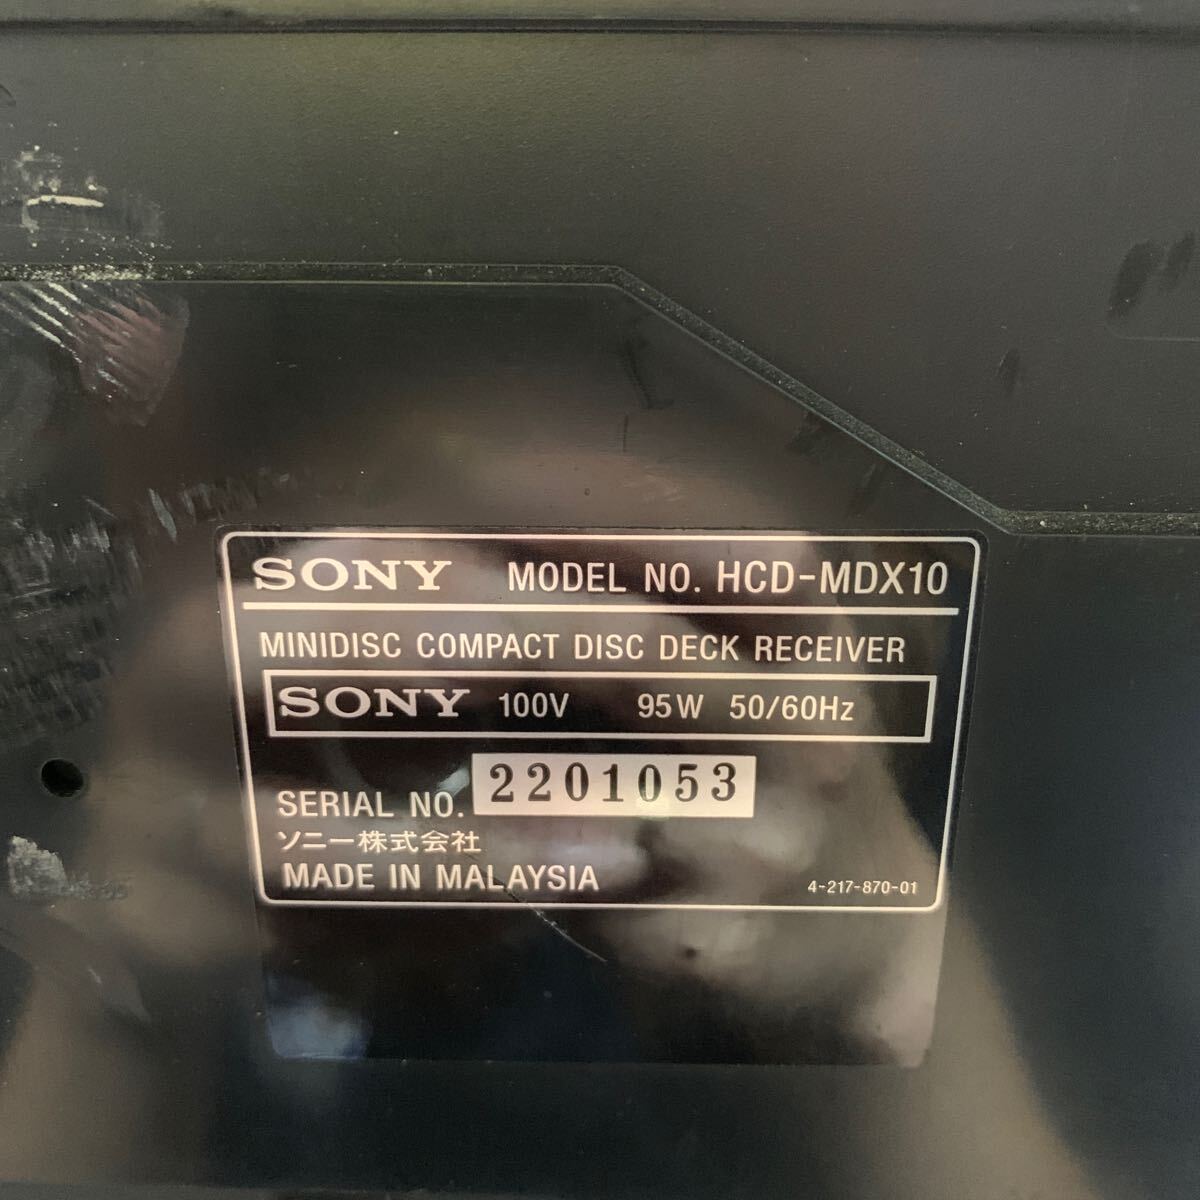 SONY MODEL NO. HCD-MDX10
MINIDISC COMPACT DISC DECK RECEIVER
SONY 100V 95W 50/60Hz
SERIAL NO. 2201053
ソニー株式会社
MADE IN MALAYSIA 4-217-870-01